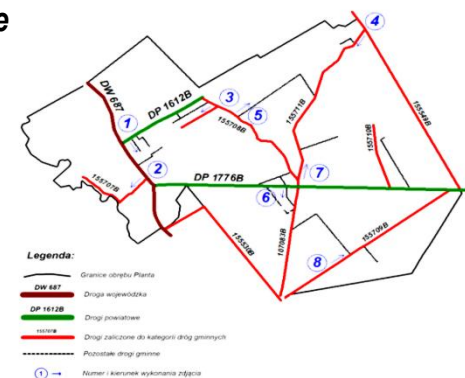 e
4
DW 687
DP 1612B
3
5
1
155708B
155711B
155549B
155710B
2
155707B
DP 1776B
7
6
155530B
107083B
155709B
8
Legenda:
Granice obrębu Planta
DW 687
Droga wojewódzka
DP 1612B
Drogi powiatowe
155707B
Drogi zaliczone do kategorii dróg gminnych
Pozostałe drogi gminne
1 → Numer i kierunek wykonania zdjęcia